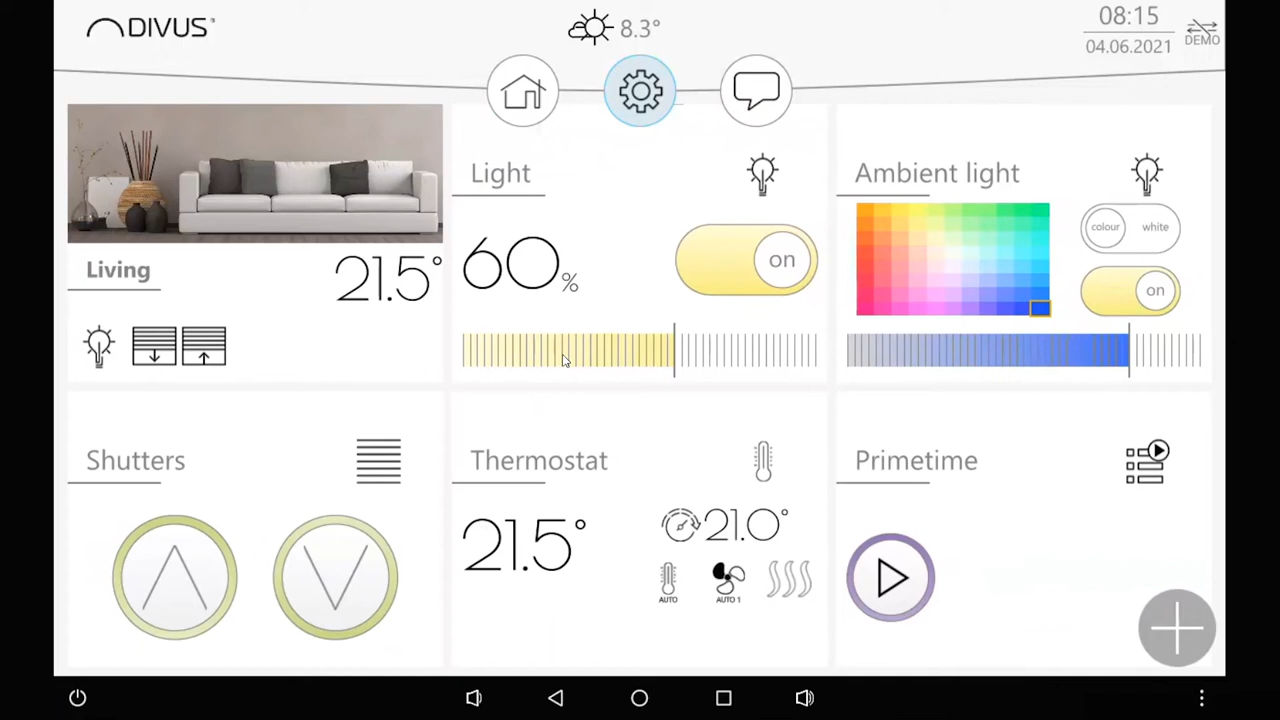 DIVUS
8.3°
08:15
04.06.2021
DEMO
Living
21.5°
Light
60%
on
Ambient light
colour
white
on
Shutters
Thermostat
21.5°
21.0°
AUTO
AUTO 1
Primetime